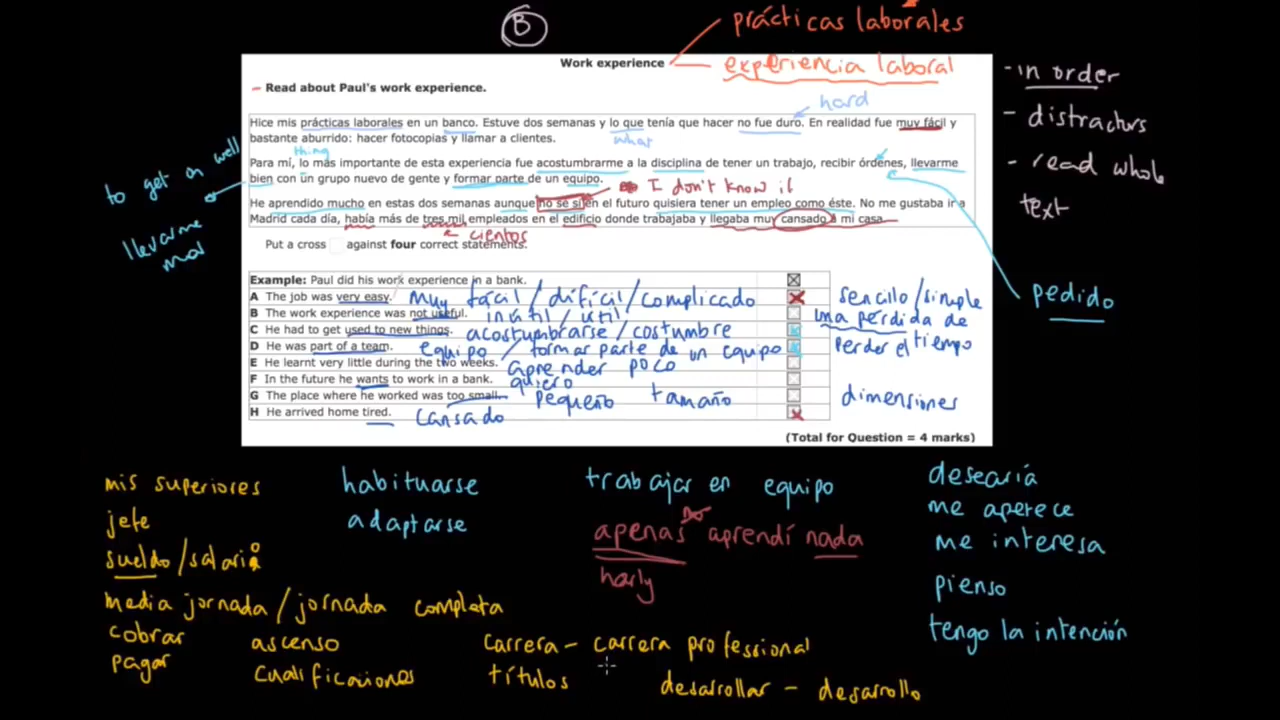 B
prácticas laborales
Work experience
experiencia laboral
- Read about Paul's work experience.
hard
Hice mis prácticas laborales en un banco. Estuve dos semanas y lo que tenía que hacer no fue duro. En realidad fue muy fácil y
what
bastante aburrido: hacer fotocopias y llamar a clientes.
thing
Para mí, lo más importante de esta experiencia fue acostumbrarme a la disciplina de tener un trabajo, recibir órdenes, llevarme
bien con un grupo nuevo de gente y formar parte de un equipo.
I don't know if
He aprendido mucho en estas dos semanas aunque no se si en el futuro quisiera tener un empleo como éste. No me gustaba ir a
Madrid cada día, había más de tres mil empleados en el edificio donde trabajaba y llegaba muy cansado a mi casa.
cientos
Put a cross against four correct statements.
to get on well
llevarme mal
- in order
- distractors
- read whole
text
pedido
Example: Paul did his work experience in a bank.
A The job was very easy. Muy fácil / difícil / complicado
sencillo/simple
B The work experience was not useful. inútil / útil
una pérdida de
C He had to get used to new things. acostumbrarse / costumbre
D He was part of a team. equipo / formar parte de un equipo
perder el tiempo
E He learnt very little during the two weeks. aprender poco
F In the future he wants to work in a bank. quiero
G The place where he worked was too small. pequeño tamaño
dimensiones
H He arrived home tired. cansado
(Total for Question = 4 marks)
mis superiores
habituarse
trabajar en equipo
desearía
jefe
adaptarse
apenas aprendí nada
me apetece
sueldo/salario
harly
me interesa
pienso
media jornada / jornada completa
tengo la intención
cobrar
ascenso
carrera - carrera professional
pagar
cualificaciones
títulos
desarrollar - desarrollo